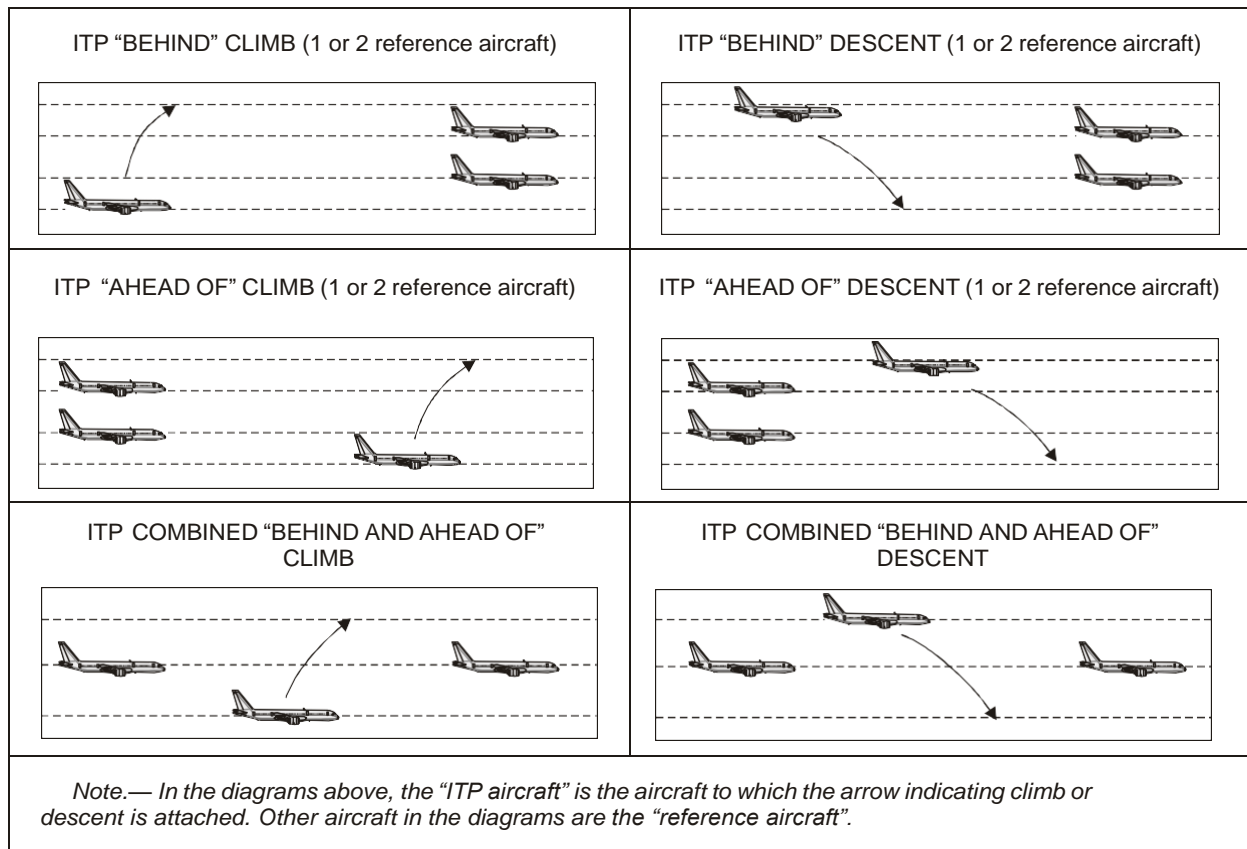 ITP “BEHIND” CLIMB (1 or 2 reference aircraft)
ITP “BEHIND” DESCENT (1 or 2 reference aircraft)
ITP “AHEAD OF” CLIMB (1 or 2 reference aircraft)
ITP “AHEAD OF” DESCENT (1 or 2 reference aircraft)
ITP COMBINED “BEHIND AND AHEAD OF”
CLIMB
ITP COMBINED “BEHIND AND AHEAD OF”
DESCENT
Note.— In the diagrams above, the “ITP aircraft” is the aircraft to which the arrow indicating climb or
descent is attached. Other aircraft in the diagrams are the “reference aircraft”.